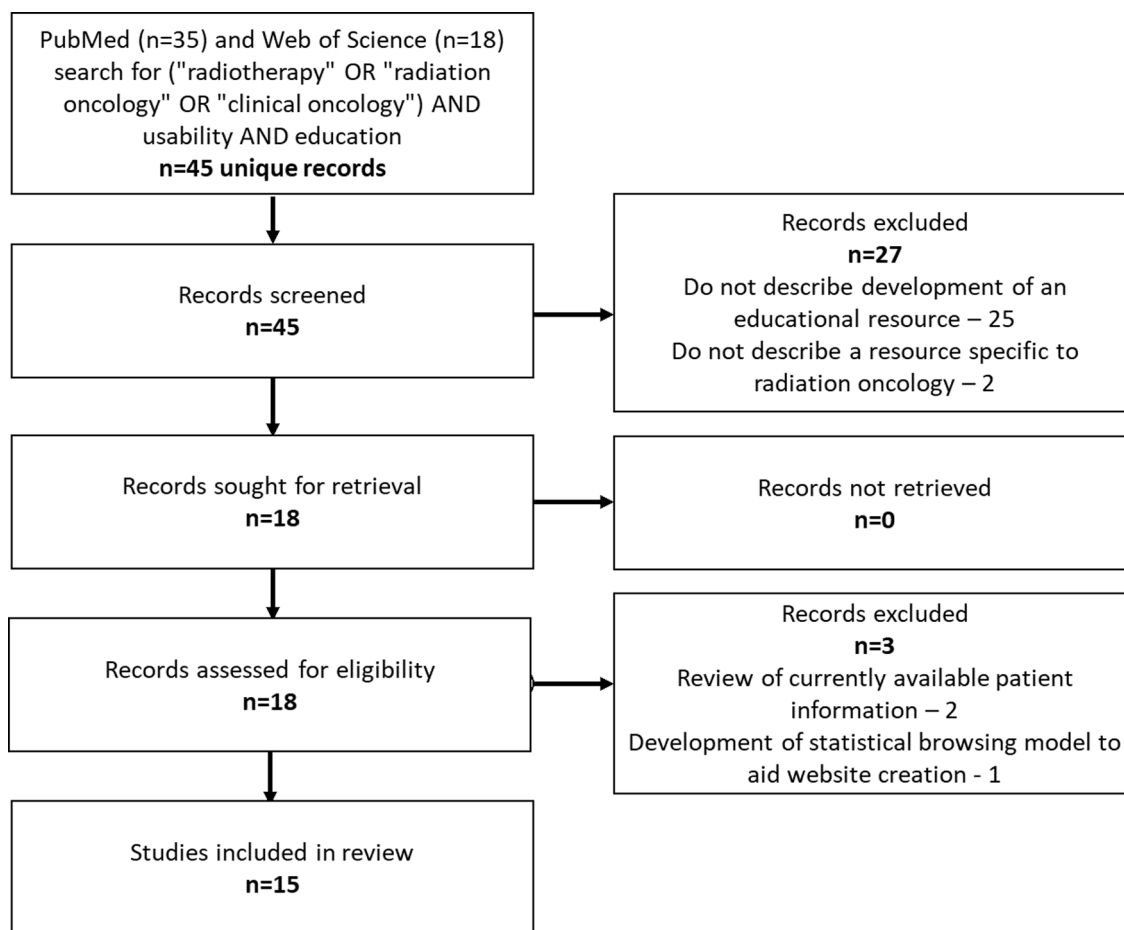 PubMed (n=35) and Web of Science (n=18)
search for ("radiotherapy" OR "radiation
oncology" OR "clinical oncology") AND
usability AND education
n=45 unique records
Records screened
n=45
Records excluded
n=27
Do not describe development of an
educational resource – 25
Do not describe a resource specific to
radiation oncology – 2
Records sought for retrieval
n=18
Records not retrieved
n=0
Records assessed for eligibility
n=18
Records excluded
n=3
Review of currently available patient
information – 2
Development of statistical browsing model to
aid website creation - 1
Studies included in review
n=15